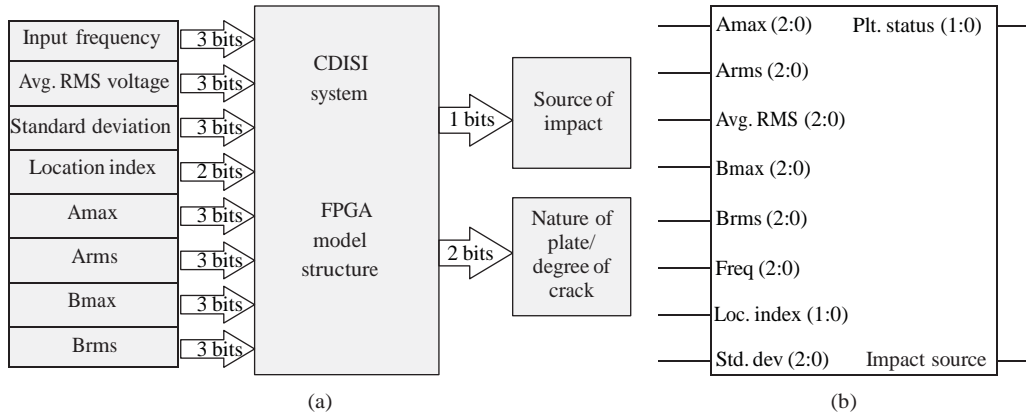 Input frequency
3 bits
Avg. RMS voltage
3 bits
Standard deviation
3 bits
Location index
2 bits
Amax
3 bits
Arms
3 bits
Bmax
3 bits
Brms
3 bits
CDISI
system
FPGA
model
structure
1 bits
Source of
impact
2 bits
Nature of
plate/
degree of
crack
(a)
Amax (2:0)
Plt. status (1:0)
Arms (2:0)
Avg. RMS (2:0)
Bmax (2:0)
Brms (2:0)
Freq (2:0)
Loc. index (1:0)
Std. dev (2:0)
Impact source
(b)